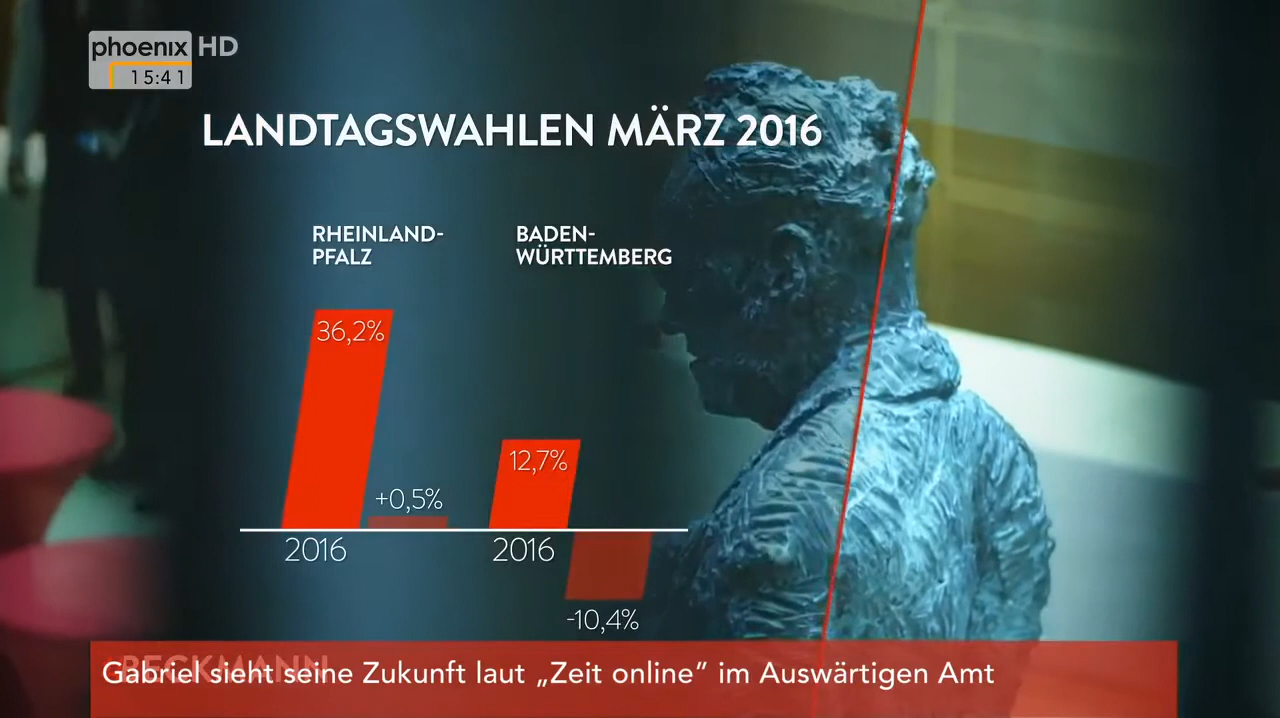 phoenix HD
15:41
LANDTAGSWAHLEN MÄRZ 2016
RHEINLAND-
PFALZ
BADEN-
WÜRTTEMBERG
36,2%
12,7%
+0,5%
2016
2016
-10,4%
BECKMANN
Gabriel sieht seine Zukunft laut „Zeit online” im Auswärtigen Amt